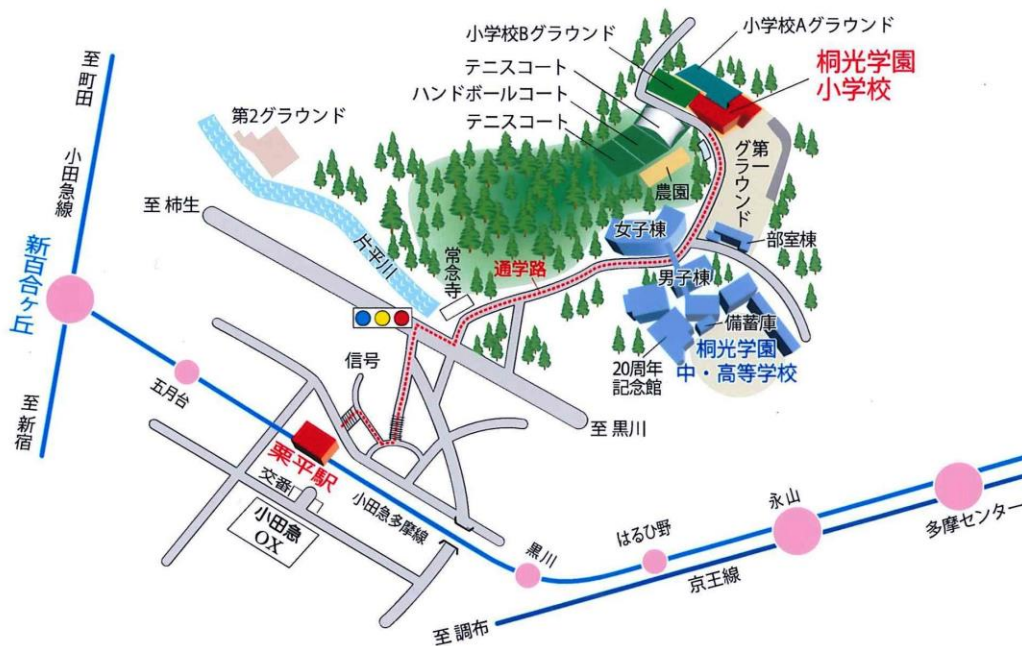 小学校Bグラウンド
小学校Aグラウンド
テニスコート
ハンドボールコート
テニスコート
桐光学園
小学校
至 町田
小田急線
新百合ヶ丘
至 新宿
第2グラウンド
至 柿生
片平川
常念寺
通学路
農園
第一
グラウンド
女子棟
男子棟
部室棟
備蓄庫
20周年
記念館
桐光学園
中・高等学校
信号
至 黒川
五月台
栗平駅
交番
小田急
OX
小田急多摩線
黒川
はるひ野
永山
多摩センター
京王線
至 調布